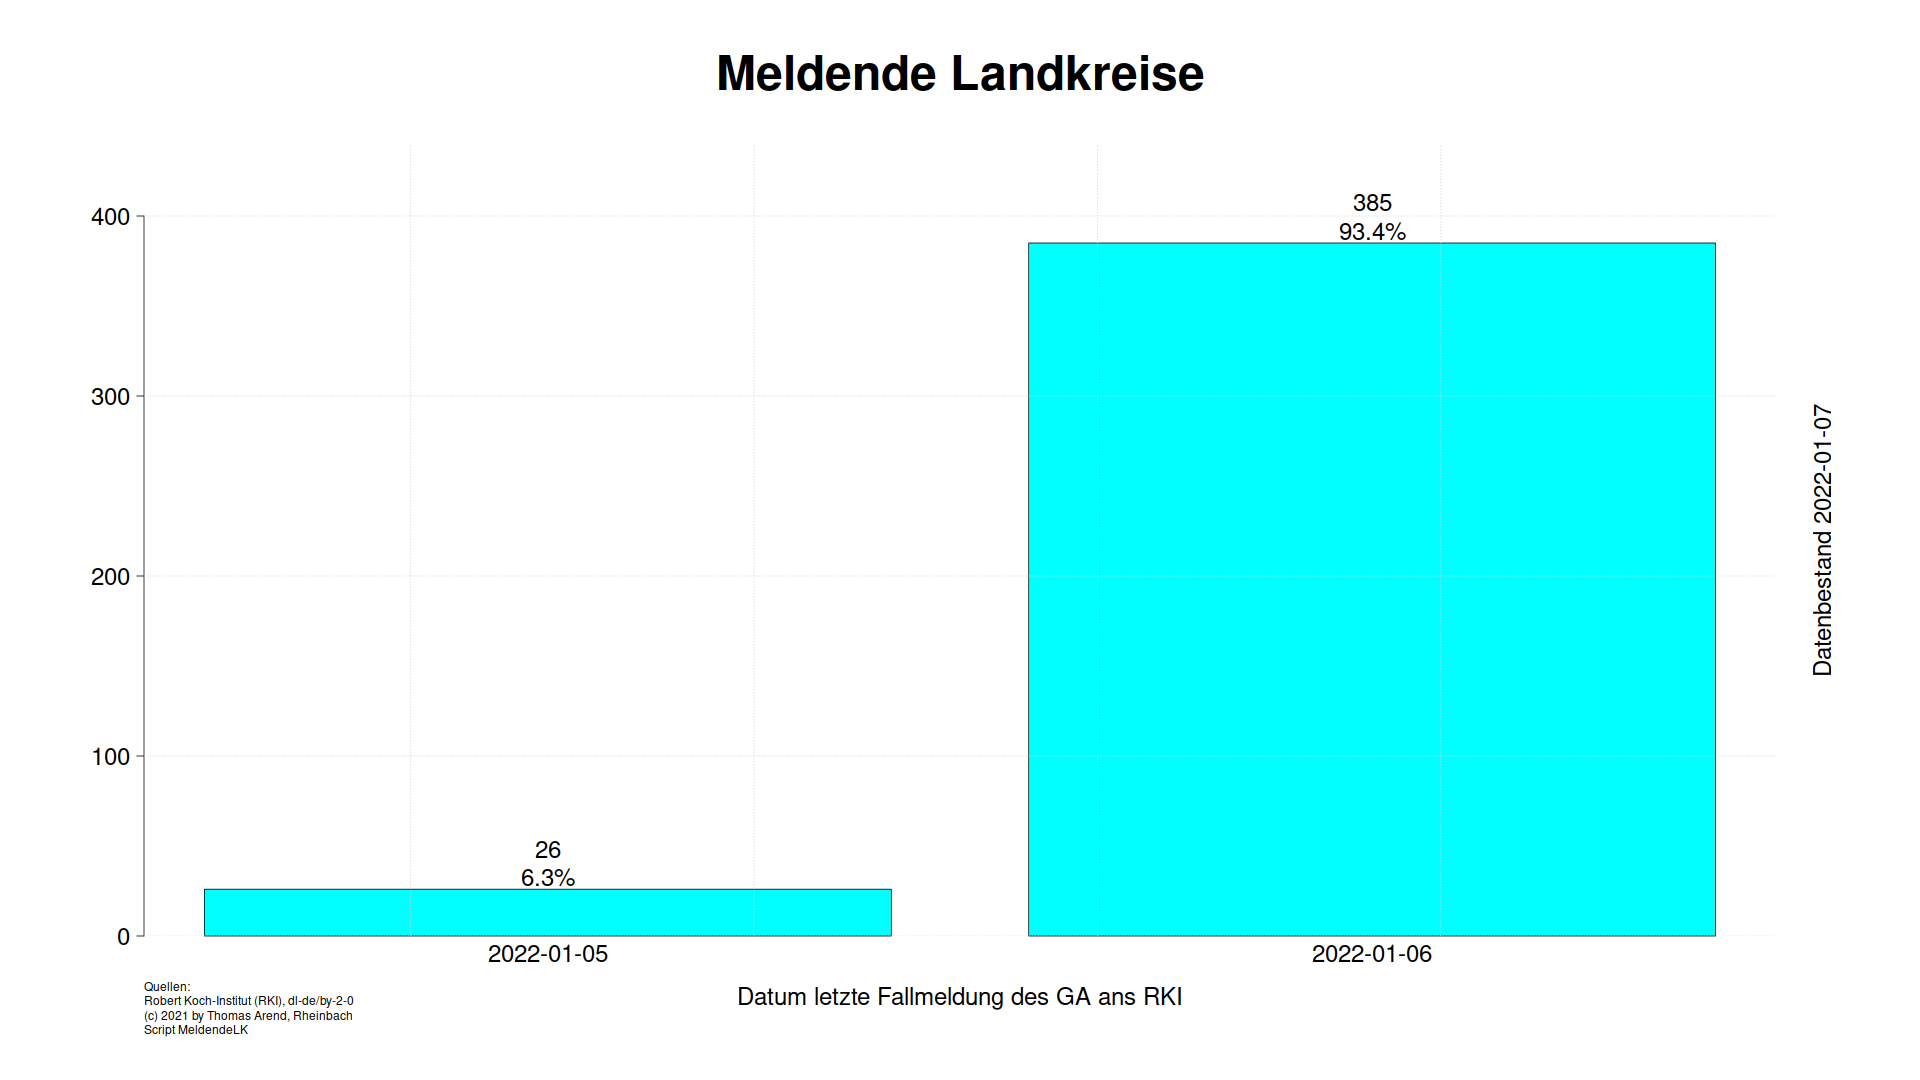 Meldende Landkreise
400
300
200
100
0
385
93.4%
26
6.3%
2022-01-05
2022-01-06
Datum letzte Fallmeldung des GA ans RKI
Datenbestand 2022-01-07
Quellen:
Robert Koch-Institut (RKI), dl-de/by-2-0
(c) 2021 by Thomas Arend, Rheinbach
Script MeldendeLK